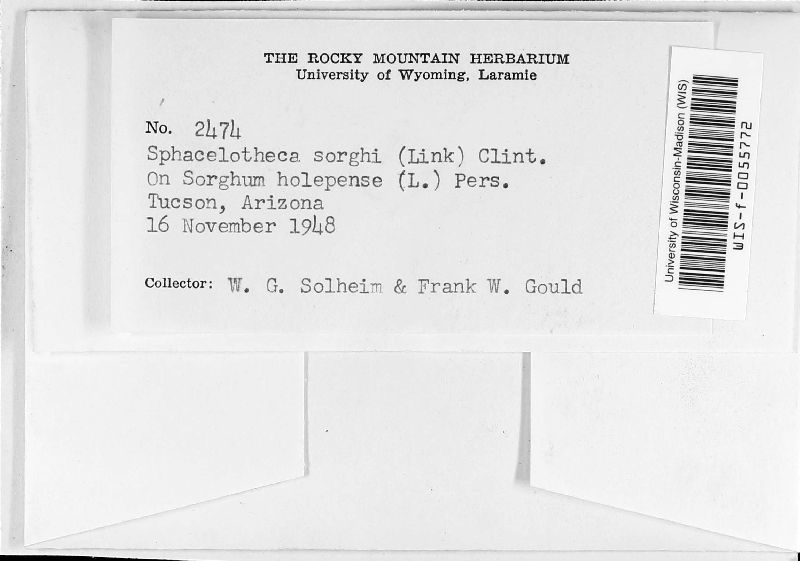 THE ROCKY MOUNTAIN HERBARIUM
University of Wyoming, Laramie
No. 2474
Sphacelotheca sorghi (Link) Clint.
On Sorghum holepense (L.) Pers.
Tucson, Arizona
16 November 1948
Collector: W. G. Solheim & Frank W. Gould
University of Wisconsin-Madison (WIS)
WIS-f-0055772